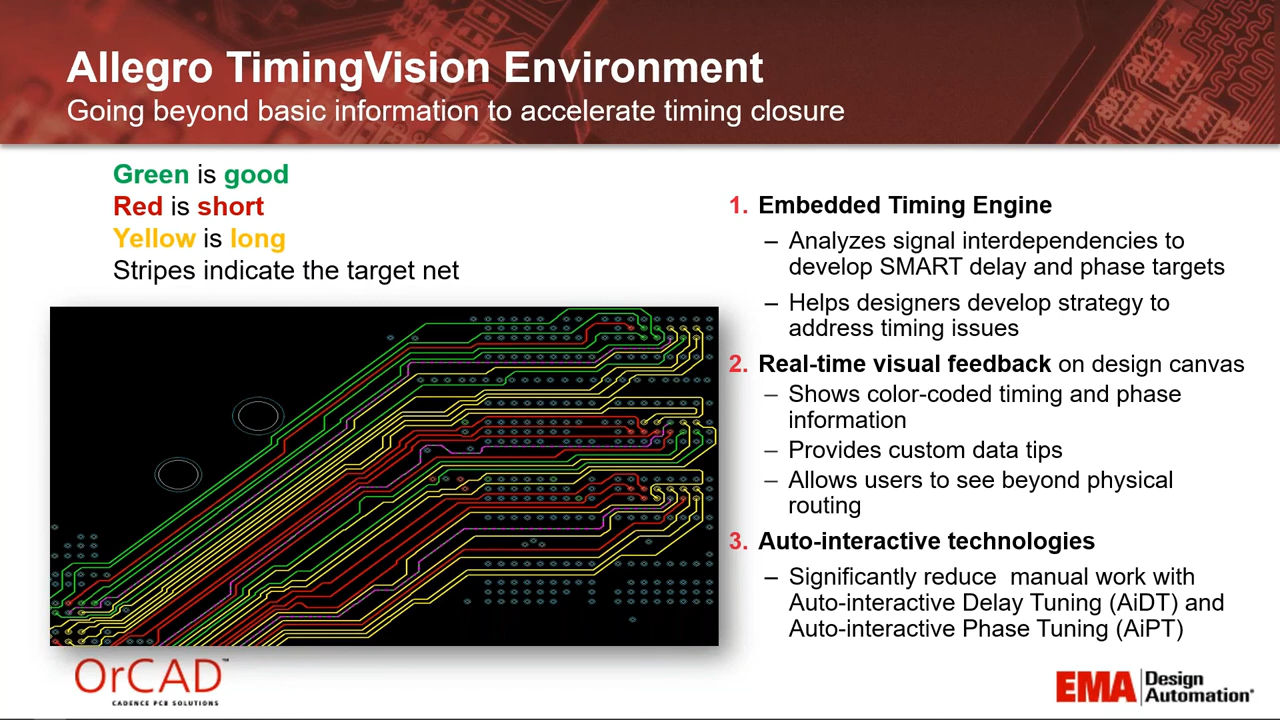 Allegro TimingVision Environment
Going beyond basic information to accelerate timing closure
Green is good
Red is short
Yellow is long
Stripes indicate the target net
1. Embedded Timing Engine
– Analyzes signal interdependencies to
develop SMART delay and phase targets
– Helps designers develop strategy to
address timing issues
2. Real-time visual feedback on design canvas
– Shows color-coded timing and phase
information
– Provides custom data tips
– Allows users to see beyond physical
routing
3. Auto-interactive technologies
– Significantly reduce  manual work with
Auto-interactive Delay Tuning (AiDT) and
Auto-interactive Phase Tuning (AiPT)
OrCAD™
CADENCE PCB SOLUTIONS
EMA Design
Automation®